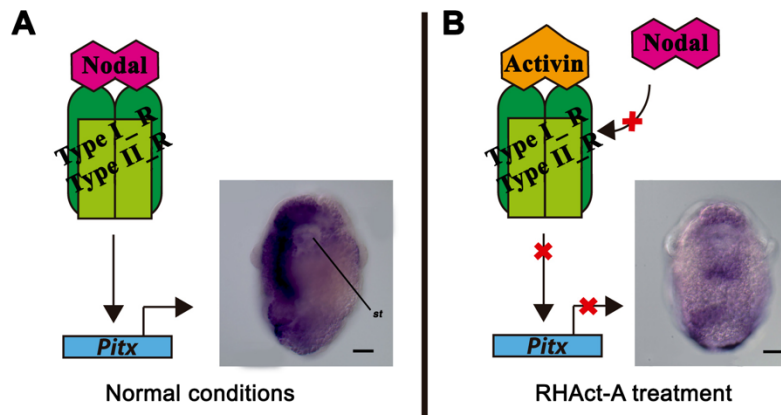 A
Nodal
Type I_R
Type II_R
st
Pitx
Normal conditions
B
Activin
Nodal
Type I_R
Type II_R
Pitx
RHAct-A treatment